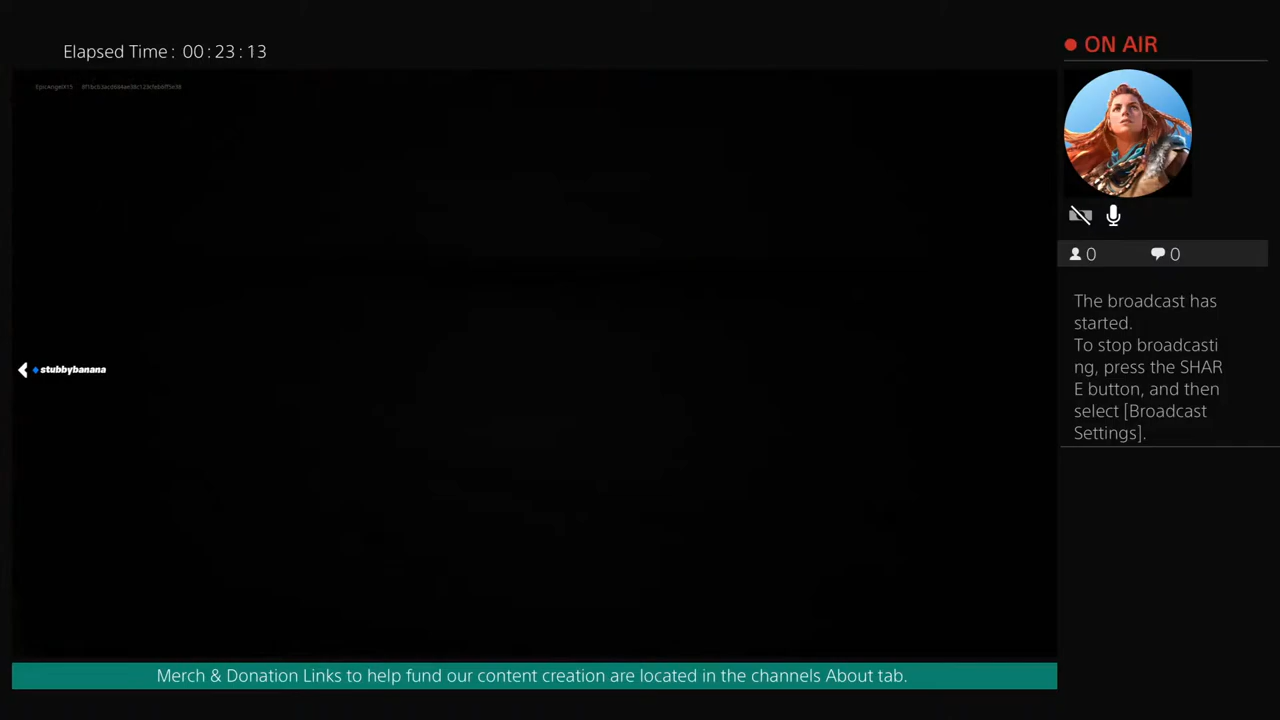 Elapsed Time: 00:23:13
ON AIR
EpicAngelX15
0
0
The broadcast has
started.
To stop broadcasti
ng, press the SHAR
E button, and then
select [Broadcast
Settings].
stubbybanana
Merch & Donation Links to help fund our content creation are located in the channels About tab.